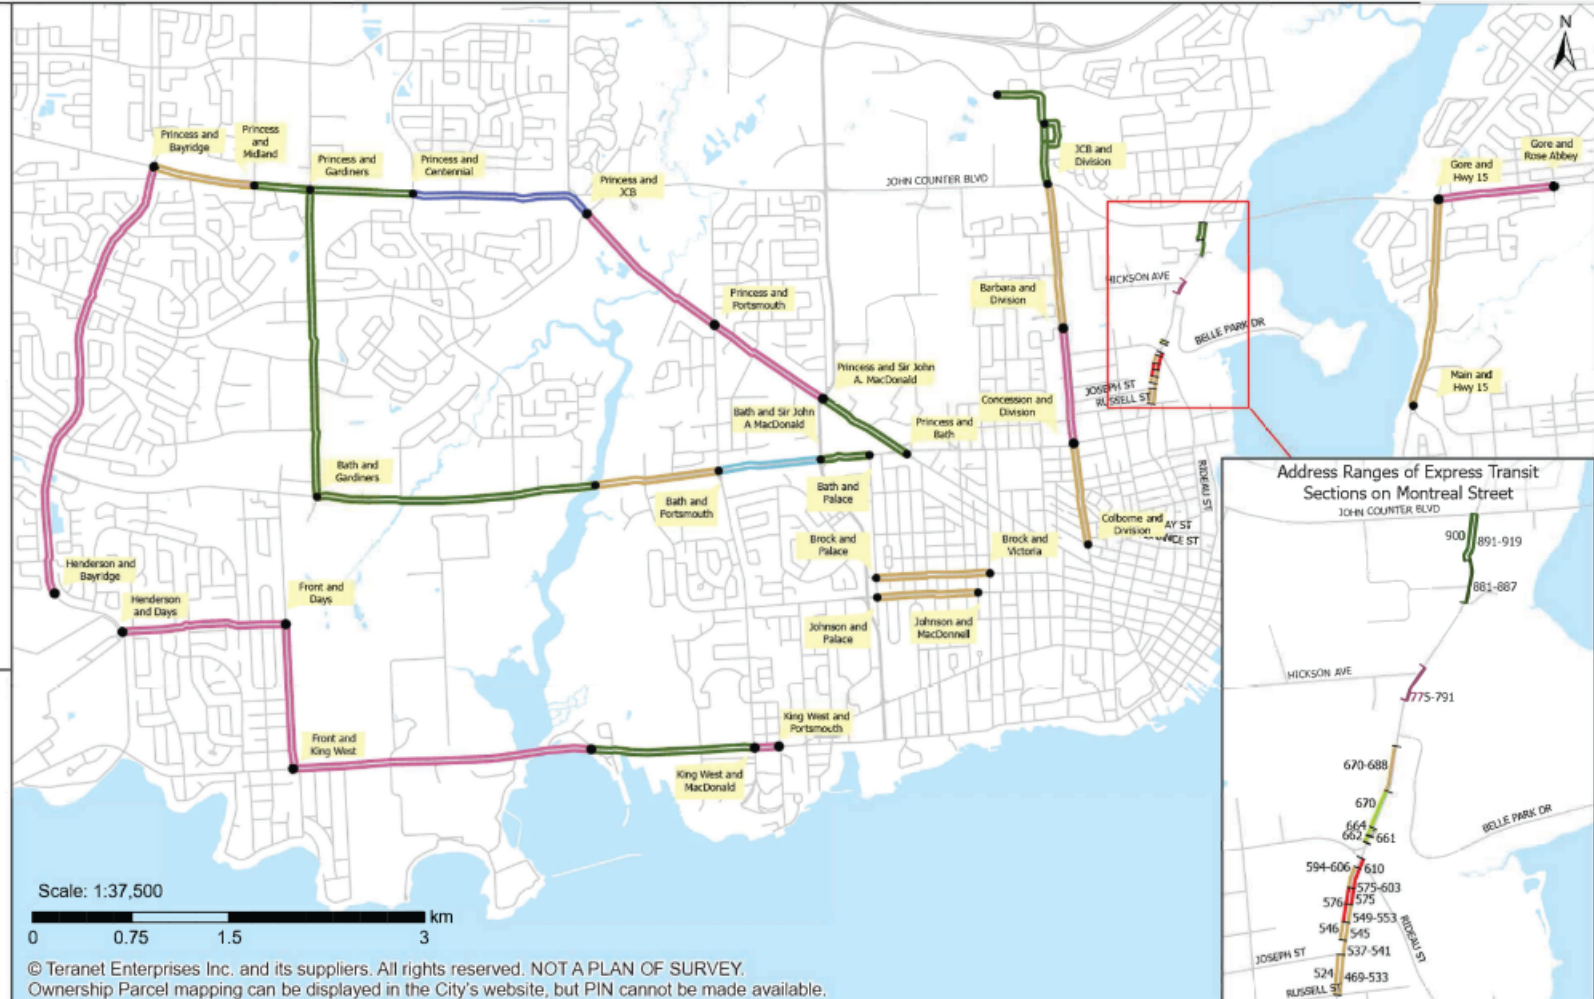 N
Princess and
Bayridge
Princess
and
Midland
Princess and
Gardiners
Princess and
Centennial
Princess and
JCB
JOHN COUNTER BLVD
JCB and
Division
Gore and
Hwy 15
Gore and
Rose Abbey
HICKSON AVE
Barbara and
Division
BELLE PARK DR
Princess and
Portsmouth
Princess and Sir John
A. MacDonald
JOSEPH ST
RUSSELL ST
Main and
Hwy 15
Concession and
Division
Bath and Sir John
A MacDonald
Princess and
Bath
Bath and
Gardiners
Bath and
Portsmouth
Bath and
Palace
RIDEAU ST
Colborne and
Division
AY ST
CE ST
Brock and
Palace
Brock and
Victoria
Henderson and
Bayridge
Henderson
and Days
Front and
Days
Johnson and
Palace
Johnson and
MacDonnell
Front and
King West
King West and
Portsmouth
King West and
MacDonald
Address Ranges of Express Transit
Sections on Montreal Street
JOHN COUNTER BLVD
900
891-919
881-887
HICKSON AVE
775-791
670-688
670
664
662
661
BELLE PARK DR
594-606
610
575-603
576
575
549-553
546
545
537-541
RIDEAU ST
JOSEPH ST
524
469-533
RUSSELL ST
Scale: 1:37,500
km
0 0.75 1.5 3
© Teranet Enterprises Inc. and its suppliers. All rights reserved. NOT A PLAN OF SURVEY.
Ownership Parcel mapping can be displayed in the City's website, but PIN cannot be made available.